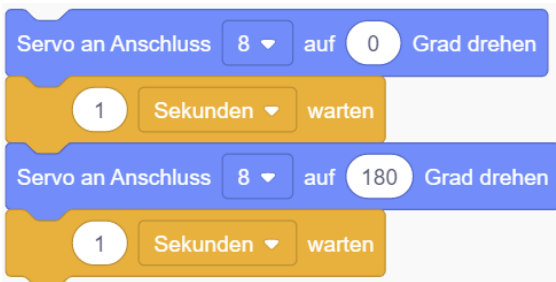 Servo an Anschluss 8 auf 0 Grad drehen
1 Sekunden warten
Servo an Anschluss 8 auf 180 Grad drehen
1 Sekunden warten